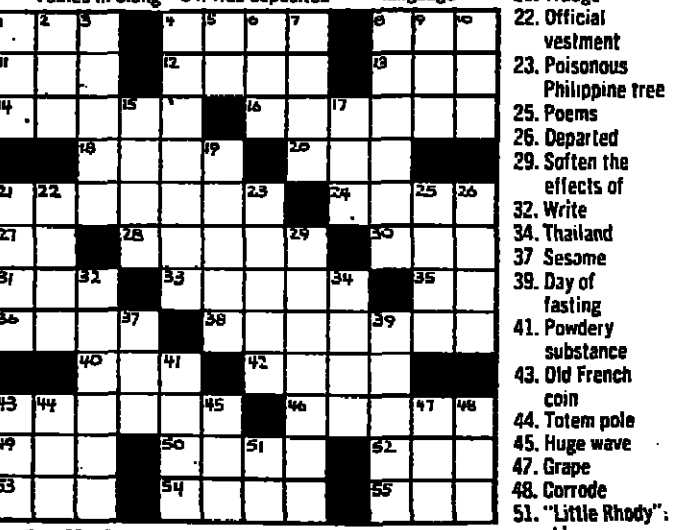 1 2 3 4 5 6 7 8 9 10
11 12 13
14 15 16 17
18 19 20
21 22 23 24 25 26
27 28 29 30
31 32 33 34 35
36 37 38 39
40 41 42
43 44 45 46 47 48
49 50 51 52
53 54 55
22. Official
vestment
23. Poisonous
Philippine tree
25. Poems
26. Departed
29. Soften the
effects of
32. Write
34. Thailand
37 Sesame
39. Day of
fasting
41. Powdery
substance
43. Old French
coin
44. Totem pole
45. Huge wave
47. Grape
48. Corrode
51. "Little Rhody":